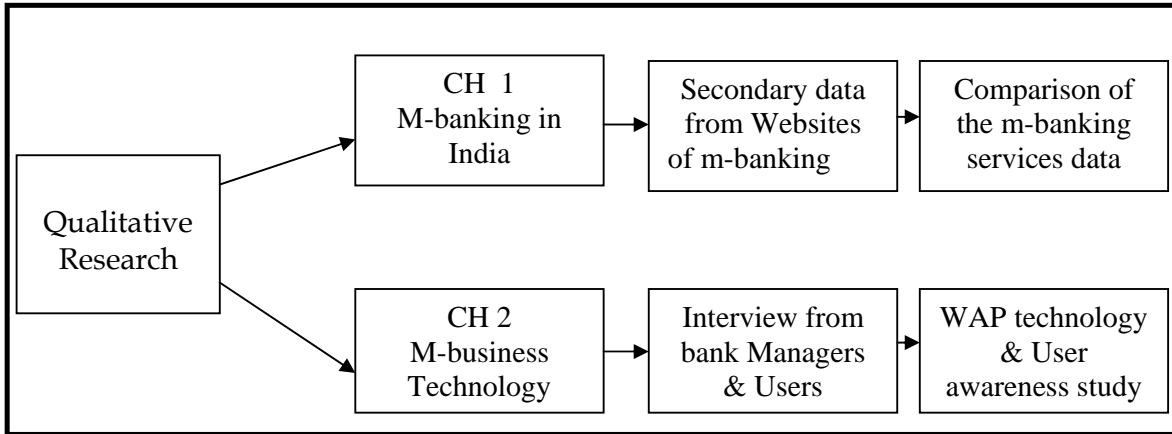 Qualitative
Research
CH 1
M-banking in
India
Secondary data
from Websites
of m-banking
Comparison of
the m-banking
services data
CH 2
M-business
Technology
Interview from
bank Managers
& Users
WAP technology
& User
awareness study